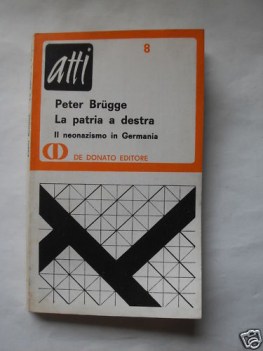 atti
8
Peter Brügge
La patria a destra
Il neonazismo in Germania
DE DONATO EDITORE